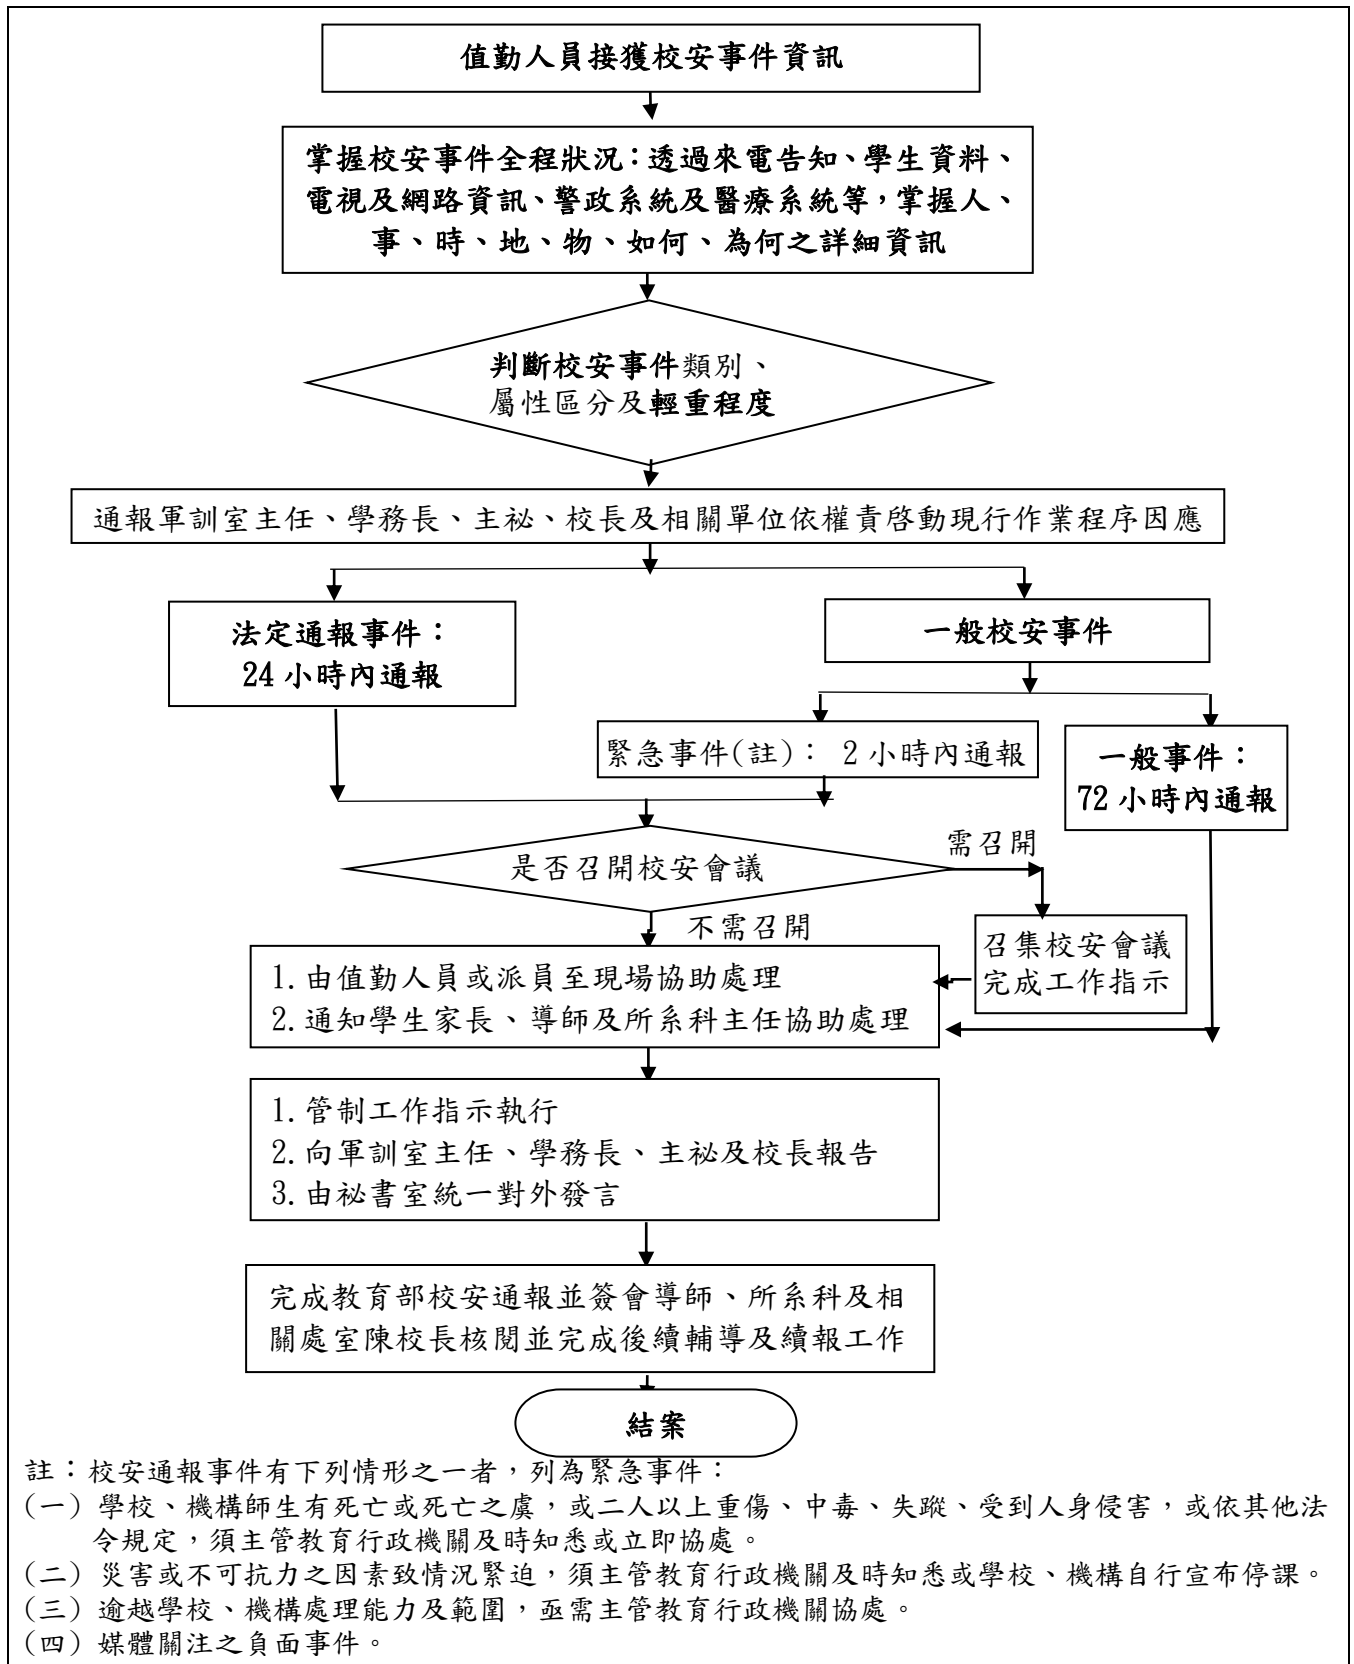 值勤人員接獲校安事件資訊
掌握校安事件全程狀況：透過來電告知、學生資料、
電視及網路資訊、警政系統及醫療系統等，掌握人、
事、時、地、物、如何、為何之詳細資訊
判斷校安事件類別、
屬性區分及輕重程度
通報軍訓室主任、學務長、主祕、校長及相關單位依權責啓動現行作業程序因應
法定通報事件：
24 小時內通報
一般校安事件
緊急事件(註)： 2 小時內通報
一般事件：
72 小時內通報
是否召開校安會議
需召開
不需召開
召集校安會議
完成工作指示
1.由值勤人員或派員至現場協助處理
2.通知學生家長、導師及所系科主任協助處理
1.管制工作指示執行
2.向軍訓室主任、學務長、主祕及校長報告
3.由祕書室統一對外發言
完成教育部校安通報並簽會導師、所系科及相
關處室陳校長核閱並完成後續輔導及續報工作
結案
註：校安通報事件有下列情形之一者，列為緊急事件：
(一) 學校、機構師生有死亡或死亡之虞，或二人以上重傷、中毒、失蹤、受到人身侵害，或依其他法
令規定，須主管教育行政機關及時知悉或立即協處。
(二) 災害或不可抗力之因素致情況緊迫，須主管教育行政機關及時知悉或學校、機構自行宣布停課。
(三) 逾越學校、機構處理能力及範圍，亟需主管教育行政機關協處。
(四) 媒體關注之負面事件。